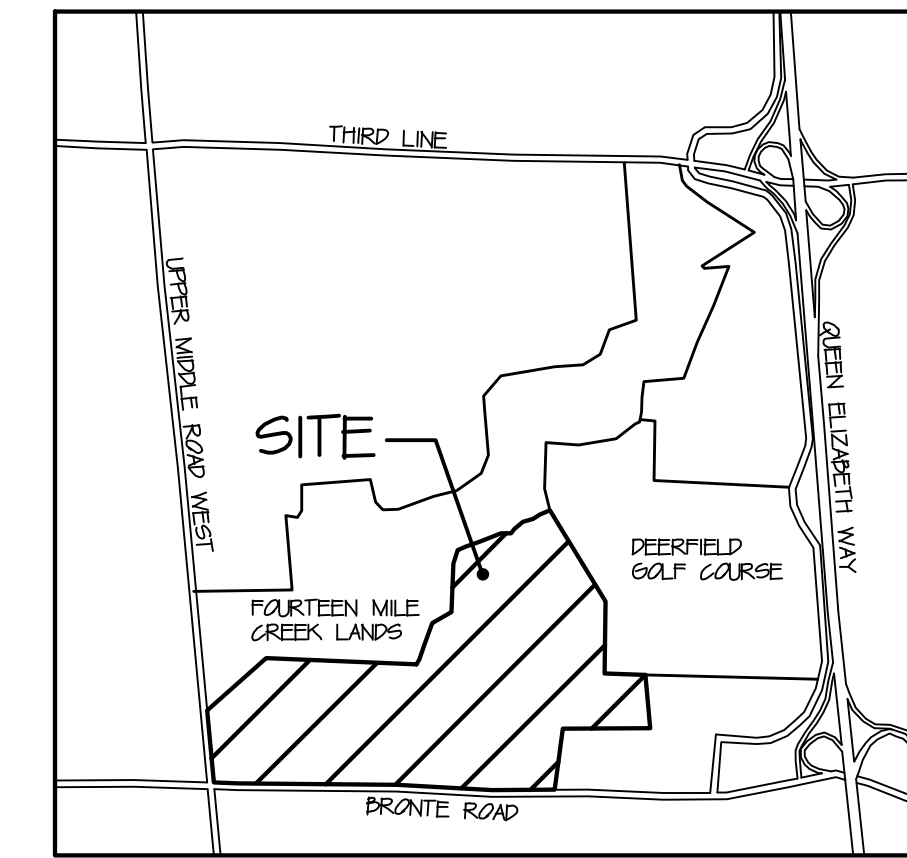 THIRD LINE
UPPER MIDDLE ROAD WEST
QUEEN ELIZABETH WAY
SITE
DEERFIELD
GOLF COURSE
FOURTEEN MILE
CREEK LANDS
BRONTE ROAD